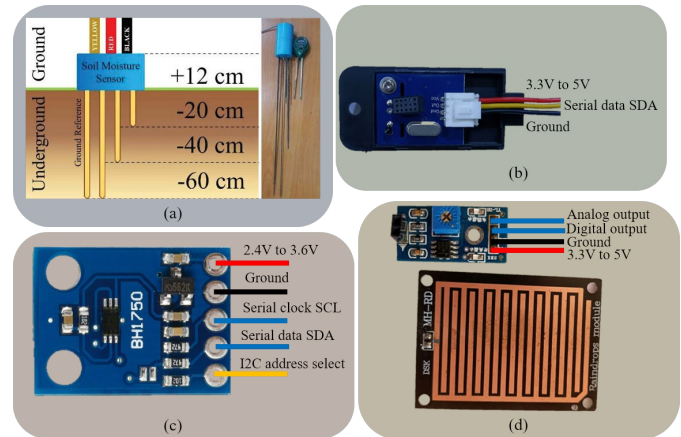 YELLOW
RED
BLACK
Ground
Soil Moisture
Sensor
+12 cm
Underground
Ground Reference
-20 cm
-40 cm
-60 cm
(a)
3.3V to 5V
Serial data SDA
Ground
(b)
2.4V to 3.6V
Ground
Serial clock SCL
Serial data SDA
I2C address select
BH1750
(c)
Analog output
Digital output
Ground
3.3V to 5V
MH-RD
DSK
Raindrops module
(d)